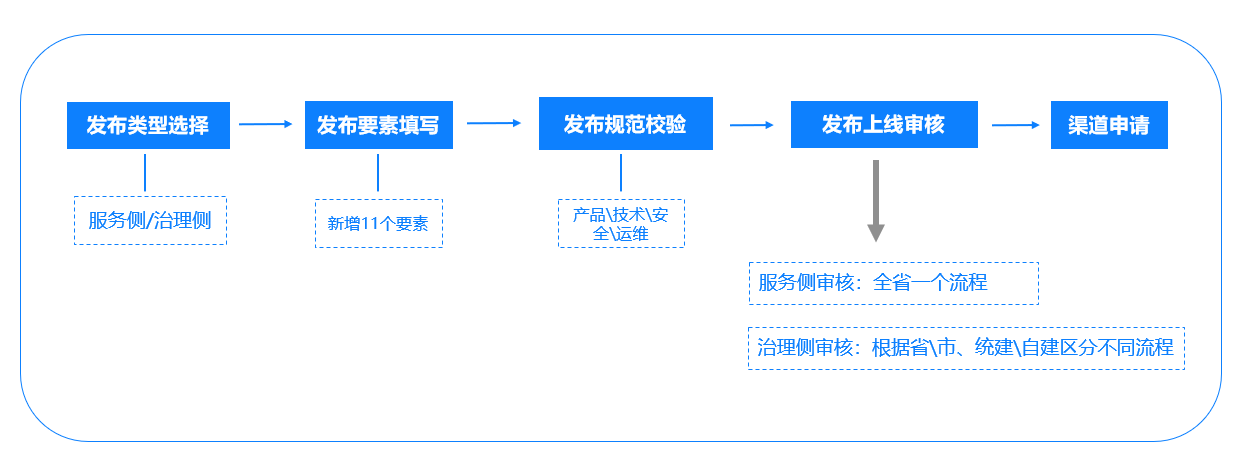 发布类型选择
发布要素填写
发布规范校验
发布上线审核
渠道申请
服务侧/治理侧
新增11个要素
产品\技术\安
全\运维
服务侧审核：全省一个流程
治理侧审核：根据省\市、统建\自建区分不同流程